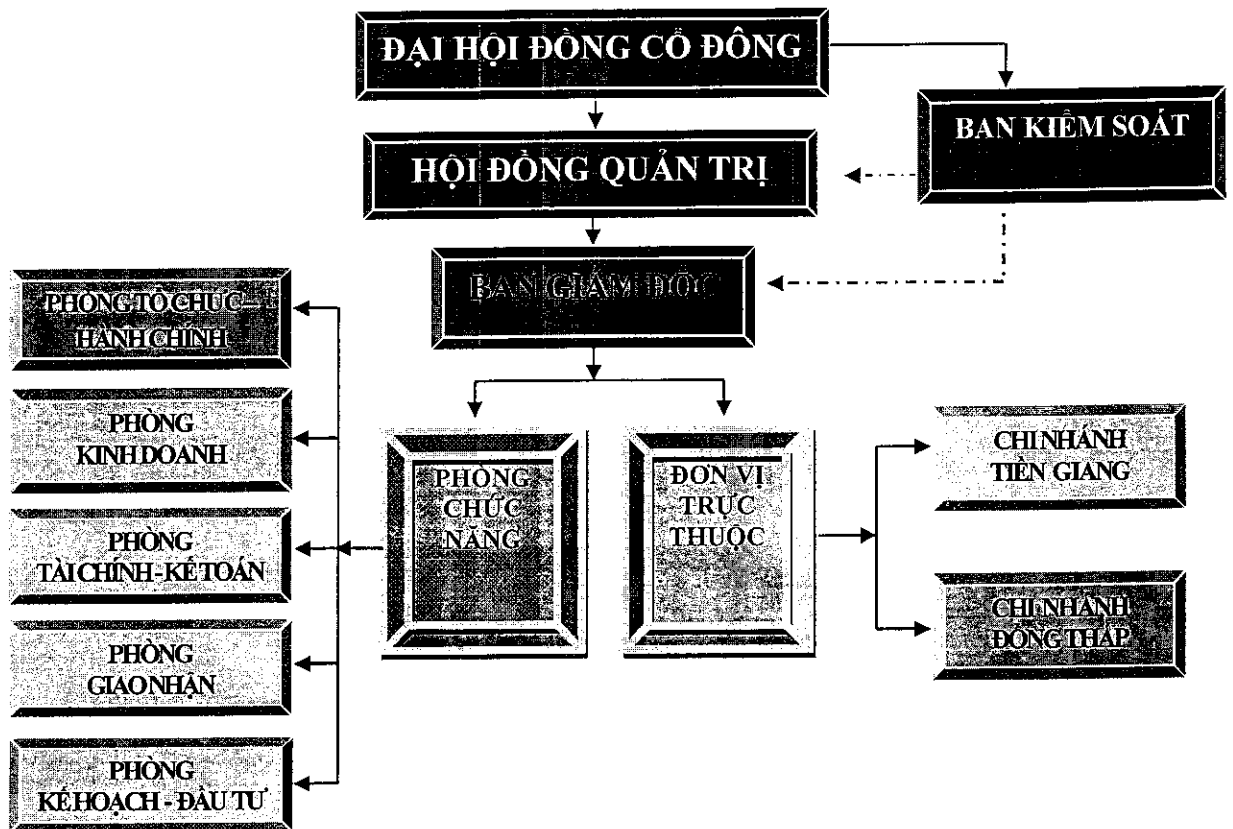 ĐẠI HỘI ĐỒNG CỔ ĐÔNG
BAN KIỂM SOÁT
HỘI ĐỒNG QUẢN TRỊ
BAN GIÁM ĐỐC
PHÒNG TỔ CHỨC –
HÀNH CHÍNH
PHÒNG
KINH DOANH
PHÒNG
TÀI CHÍNH - KẾ TOÁN
PHÒNG
GIAO NHẬN
PHÒNG
KẾ HOẠCH - ĐẦU TƯ
PHÒNG
CHỨC
NĂNG
ĐƠN VỊ
TRỰC
THUỘC
CHI NHÁNH
TIỀN GIANG
CHI NHÁNH
ĐỒNG THÁP